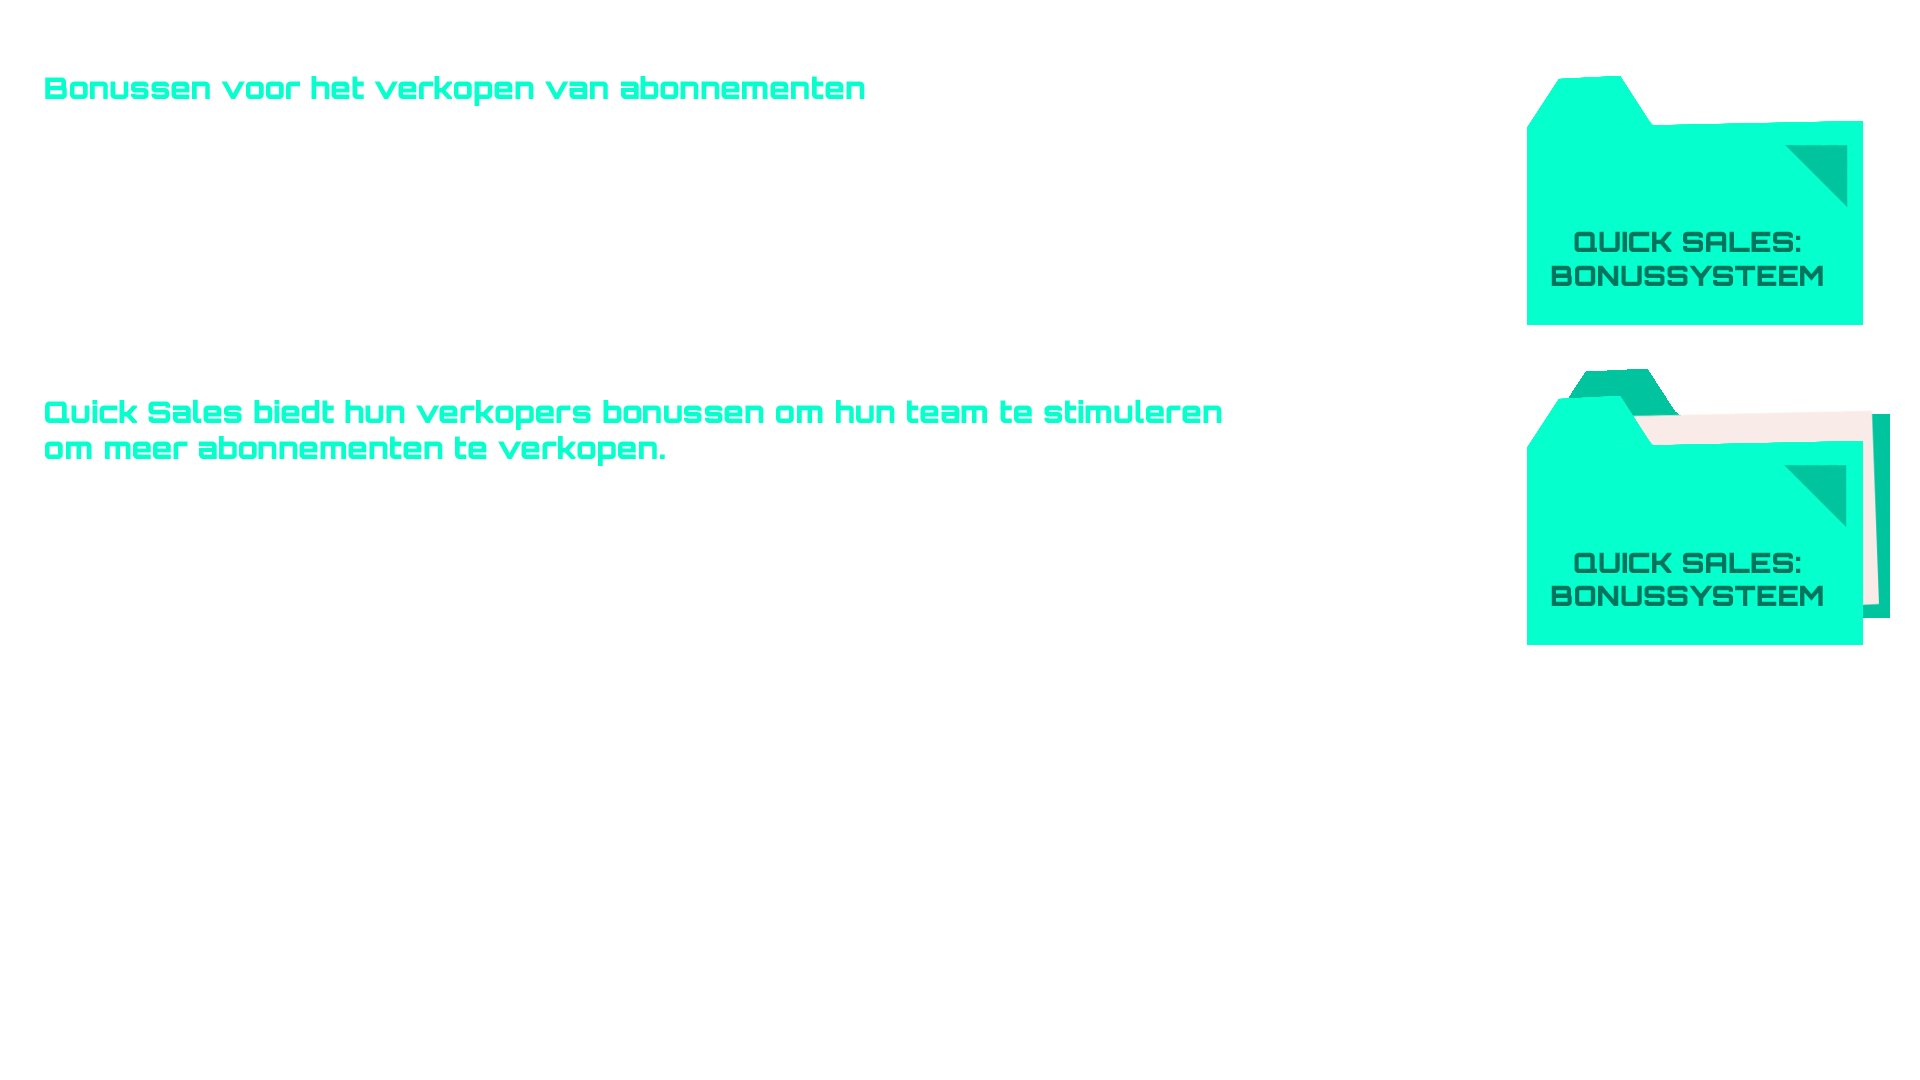 Bonussen voor het verkopen van abonnementen
QUICK SALES:
BONUSSYSTEEM
Quick Sales biedt hun verkopers bonussen om hun team te stimuleren
om meer abonnementen te verkopen.
QUICK SALES:
BONUSSYSTEEM